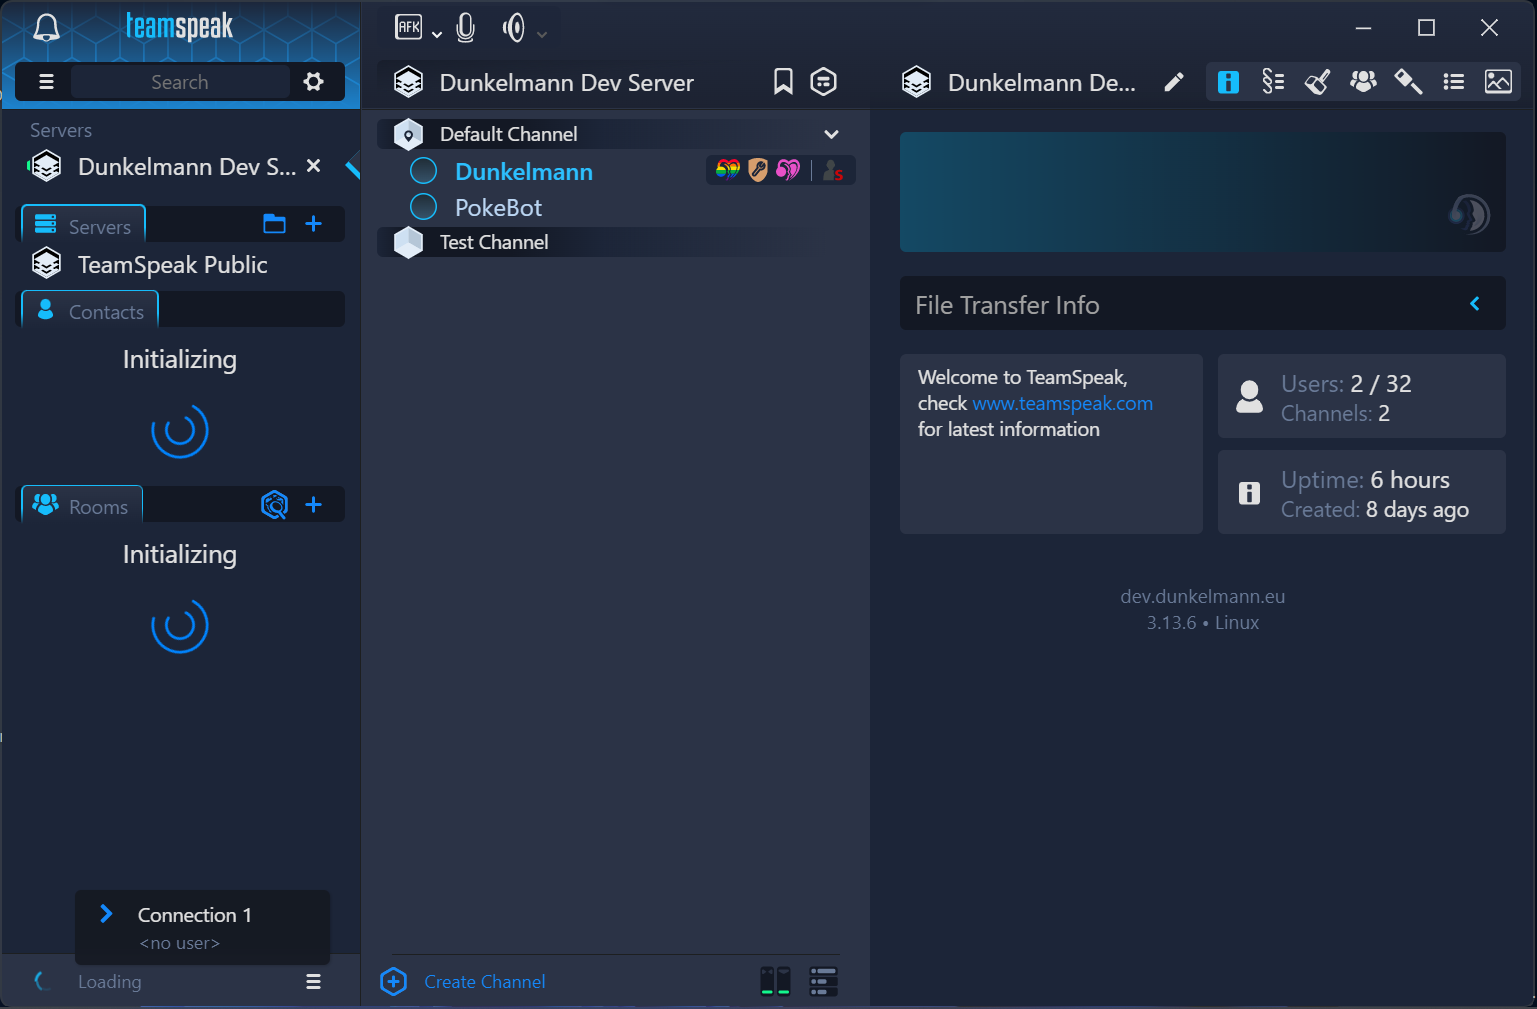 teamspeak
Search
Servers
Dunkelmann Dev S...
Servers
TeamSpeak Public
Contacts
Initializing
Rooms
Initializing
Connection 1
<no user>
Loading
AFK
Dunkelmann Dev Server
Default Channel
Dunkelmann
S
PokeBot
Test Channel
Create Channel
Dunkelmann De...
File Transfer Info
Welcome to TeamSpeak,
check www.teamspeak.com
for latest information
Users: 2 / 32
Channels: 2
Uptime: 6 hours
Created: 8 days ago
dev.dunkelmann.eu
3.13.6 • Linux